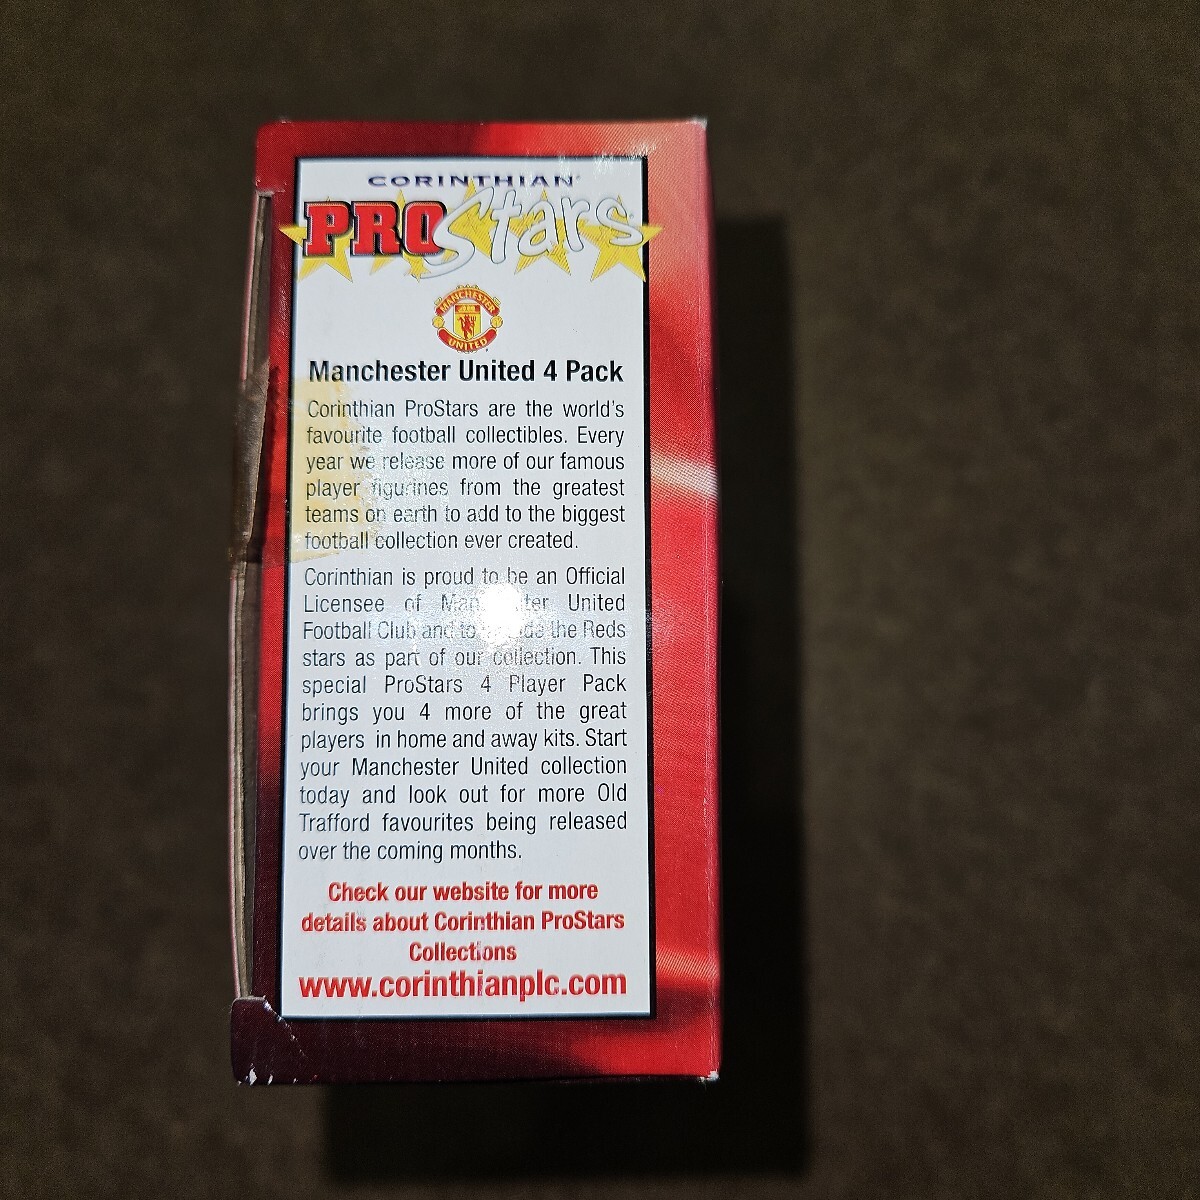 CORINTHIAN
PROStars
MANCHESTER
UNITED
Manchester United 4 Pack
Corinthian ProStars are the world's
favourite football collectibles. Every
year we release more of our famous
player figurines from the greatest
teams on earth to add to the biggest
football collection ever created.
Corinthian is proud to be an Official
Licensee of Manchester United
Football Club and to the Reds
stars as part of our collection. This
special ProStars 4 Player Pack
brings you 4 more of the great
players in home and away kits. Start
your Manchester United collection
today and look out for more Old
Trafford favourites being released
over the coming months.
Check our website for more
details about Corinthian ProStars
Collections
www.corinthianplc.com